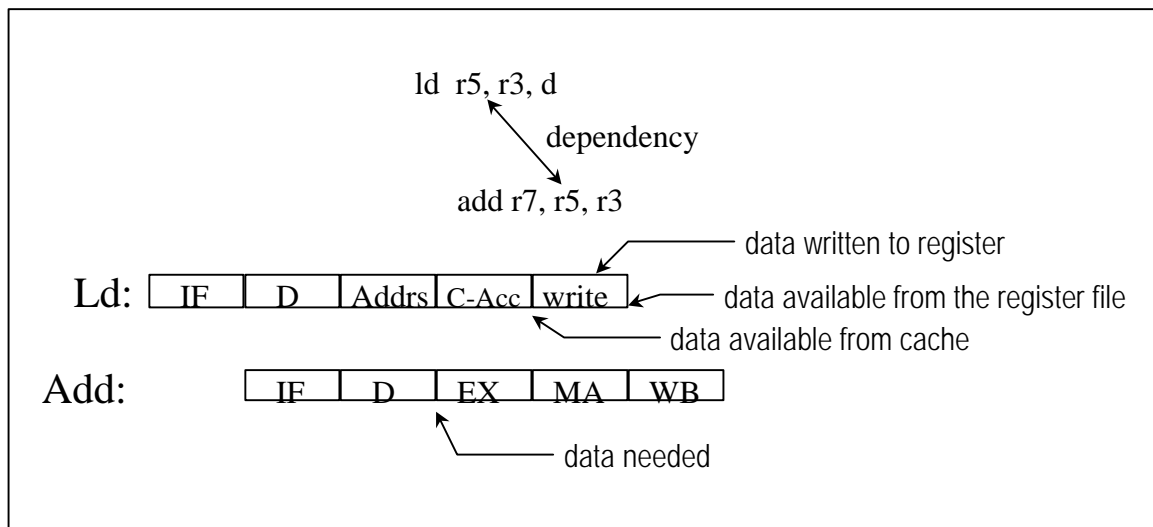 ld r5, r3, d
dependency
add r7, r5, r3
data written to register
Ld: IF D Addrs C-Acc write
data available from the register file
data available from cache
Add: IF D EX MA WB
data needed